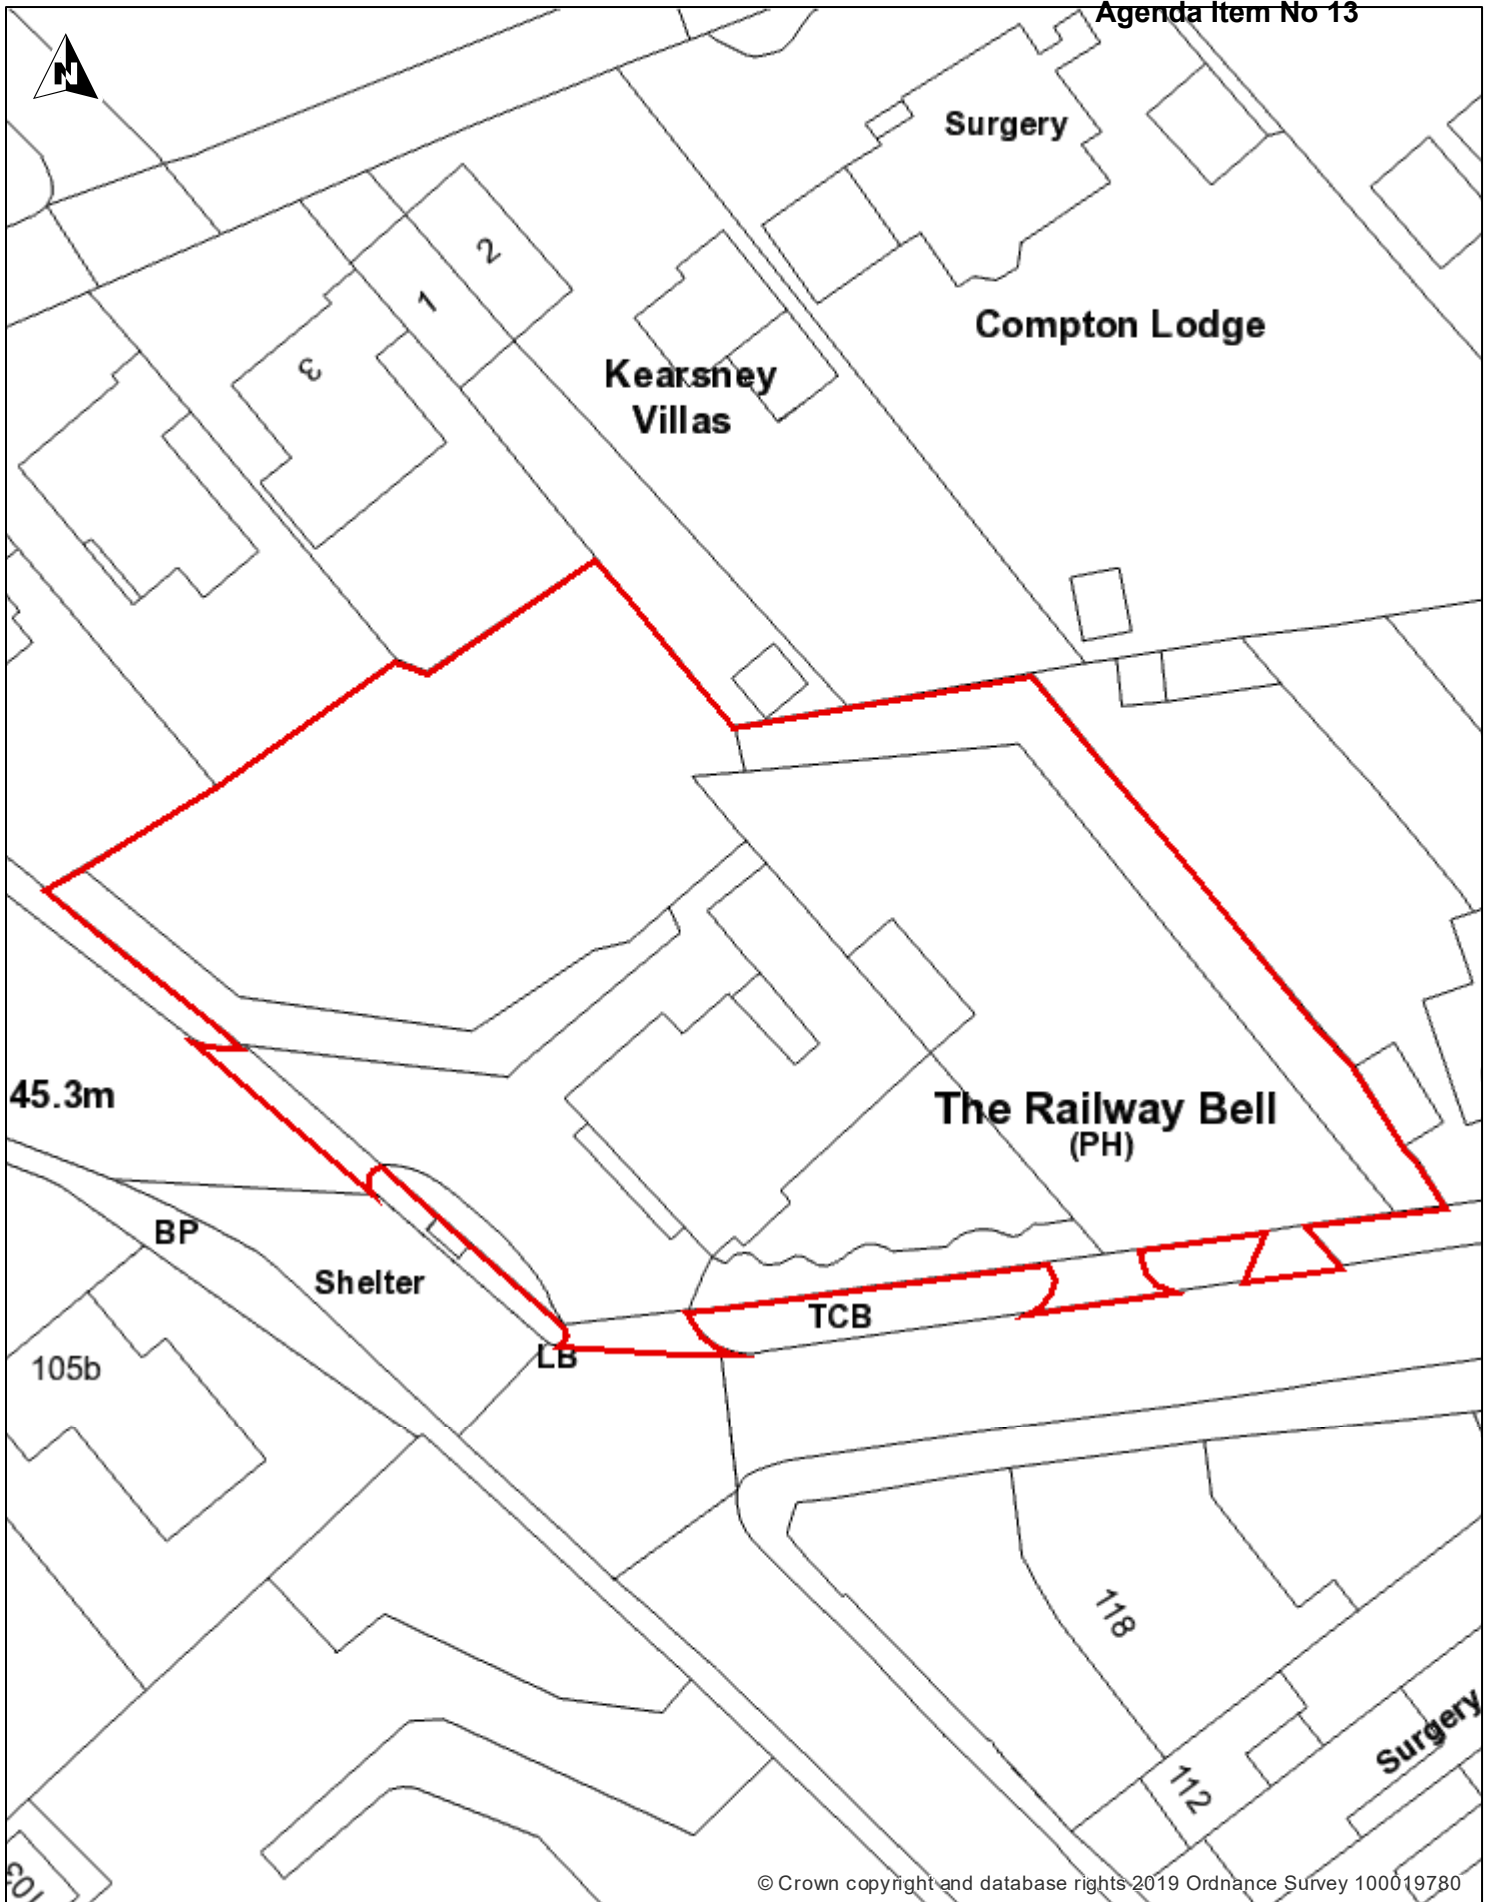 Agenda Item No 13
N
Surgery
2
1
3
Compton Lodge
Kearsney
Villas
45.3m
The Railway Bell
(PH)
BP
Shelter
TCB
LB
105b
118
Surgery
112
103
© Crown copyright and database rights 2019 Ordnance Survey 100019780